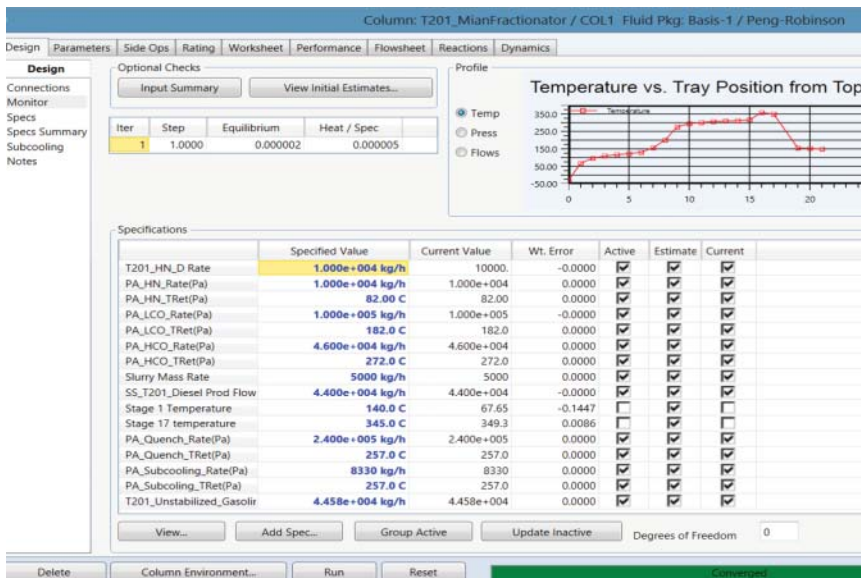 Column: T201_MianFractionator / COL1 Fluid Pkg: Basis-1 / Peng-Robinson
Design Parameters Side Ops Rating Worksheet Performance Flowsheet Reactions Dynamics
Design
Connections
Monitor
Specs
Specs Summary
Subcooling
Notes
Optional Checks
Input Summary View Initial Estimates...
Iter Step Equilibrium Heat / Spec
1 1.0000 0.000002 0.000005
Profile
Temp
Press
Flows
Temperature vs. Tray Position from Top
Temperature
350.0
250.0
150.0
50.00
-50.00
0 5 10 15 20
Specifications
Specified Value Current Value Wt. Error Active Estimate Current
T201_HN_D Rate 1.000e+004 kg/h 10000. -0.0000
PA_HN_Rate(Pa) 1.000e+004 kg/h 1.000e+004 0.0000
PA_HN_TRet(Pa) 82.00 C 82.00 0.0000
PA_LCO_Rate(Pa) 1.000e+005 kg/h 1.000e+005 -0.0000
PA_LCO_TRet(Pa) 182.0 C 182.0 0.0000
PA_HCO_Rate(Pa) 4.600e+004 kg/h 4.600e+004 0.0000
PA_HCO_TRet(Pa) 272.0 C 272.0 0.0000
Slurry Mass Rate 5000 kg/h 5000 0.0000
SS_T201_Diesel Prod Flow 4.400e+004 kg/h 4.400e+004 -0.0000
Stage 1 Temperature 140.0 C 67.65 -0.1447
Stage 17 temperature 345.0 C 349.3 0.0086
PA_Quench_Rate(Pa) 2.400e+005 kg/h 2.400e+005 0.0000
PA_Quench_TRet(Pa) 257.0 C 257.0 0.0000
PA_Subcooling_Rate(Pa) 8330 kg/h 8330 0.0000
PA_Subcoling_TRet(Pa) 257.0 C 257.0 0.0000
T201_Unstabilized_Gasolir 4.458e+004 kg/h 4.458e+004 0.0000
View... Add Spec... Group Active Update Inactive Degrees of Freedom 0
Delete Column Environment... Run Reset Converged